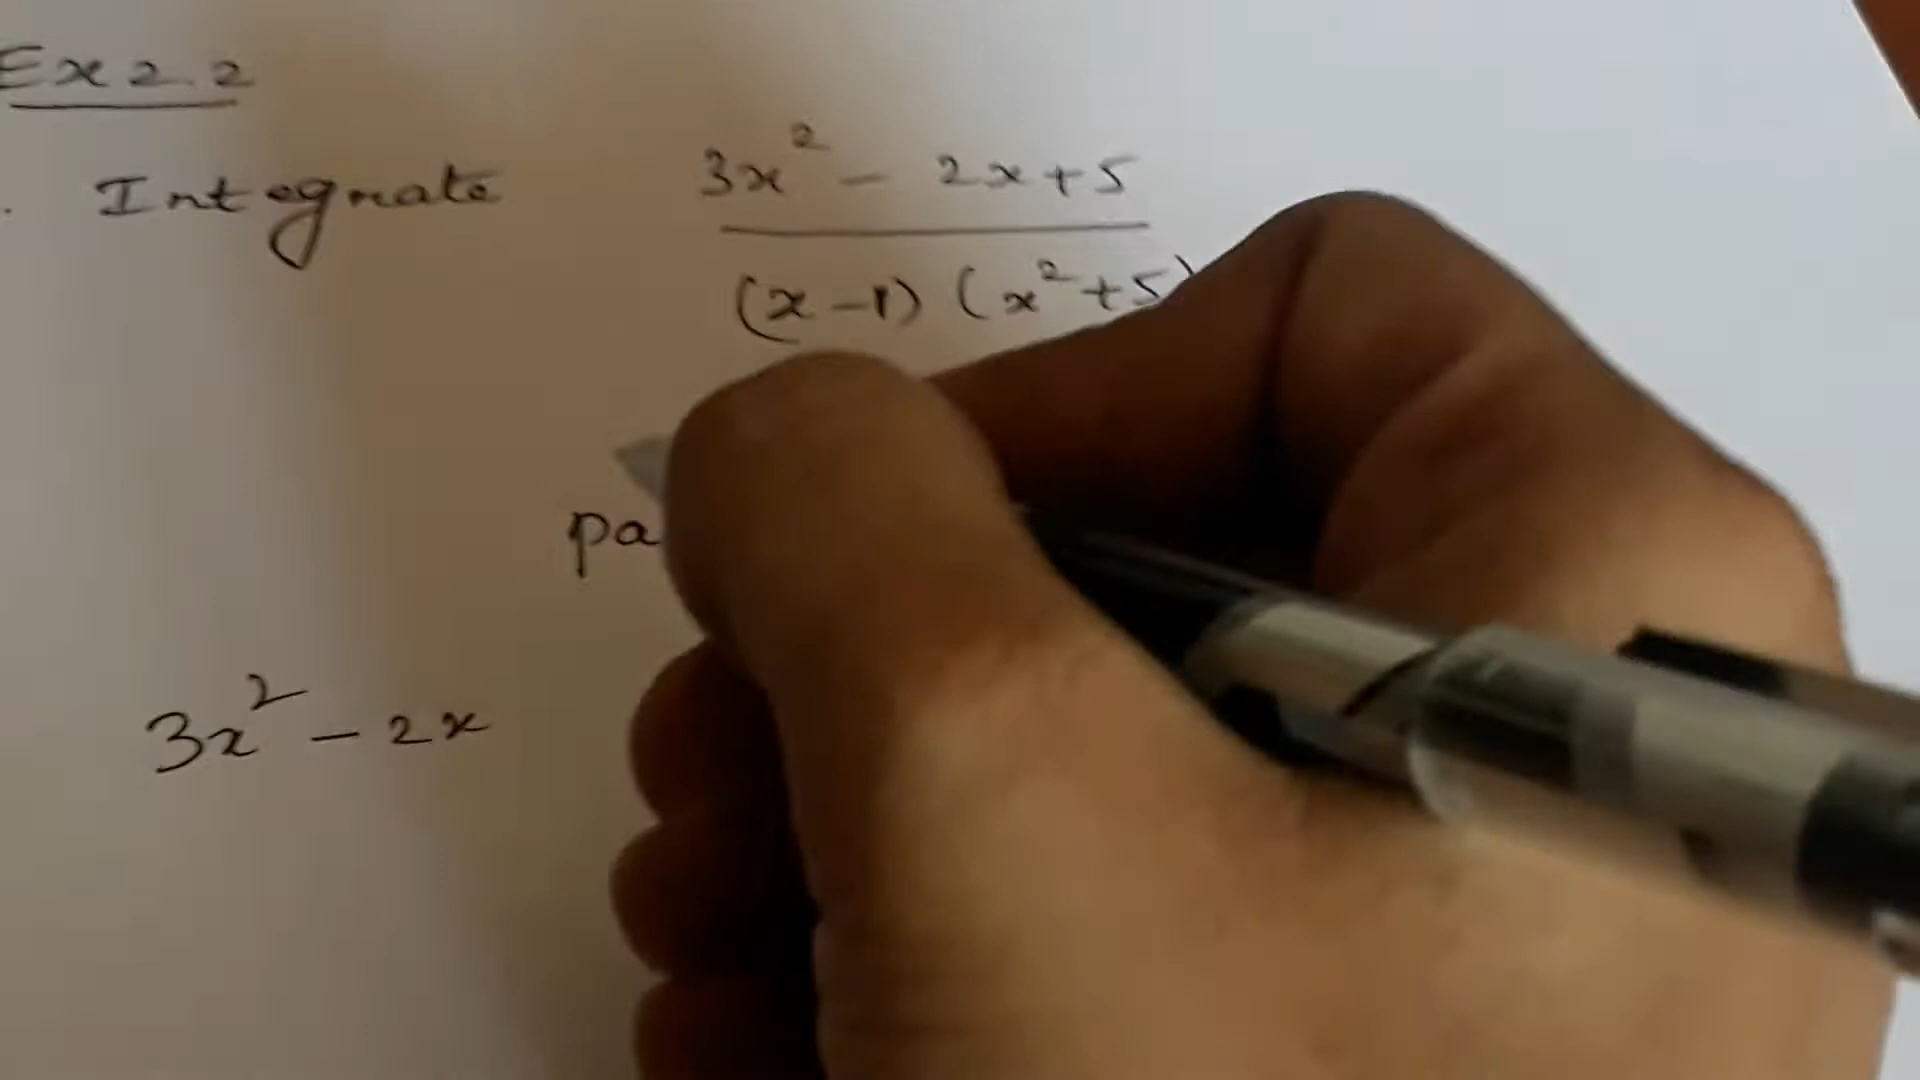 Ex 2.2
. Integrate 3x² - 2x+5
(x-1) (x²+5)
pa
3x² - 2x